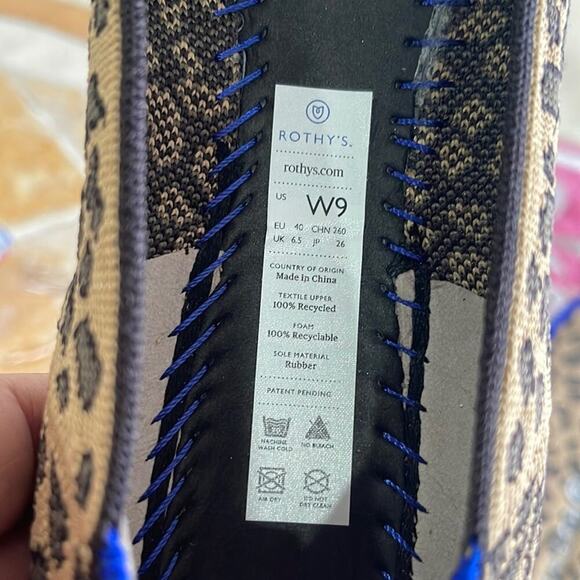 ROTHY'S.
rothys.com
US W9
EU 40 CHN 260
UK 6.5 JP 26
COUNTRY OF ORIGIN
Made in China
TEXTILE UPPER
100% Recycled
FOAM
100% Recyclable
SOLE MATERIAL
Rubber
PATENT PENDING
MACHINE NO BLEACH
WASH COLD
AIR DRY DO NOT
DRY CLEAN